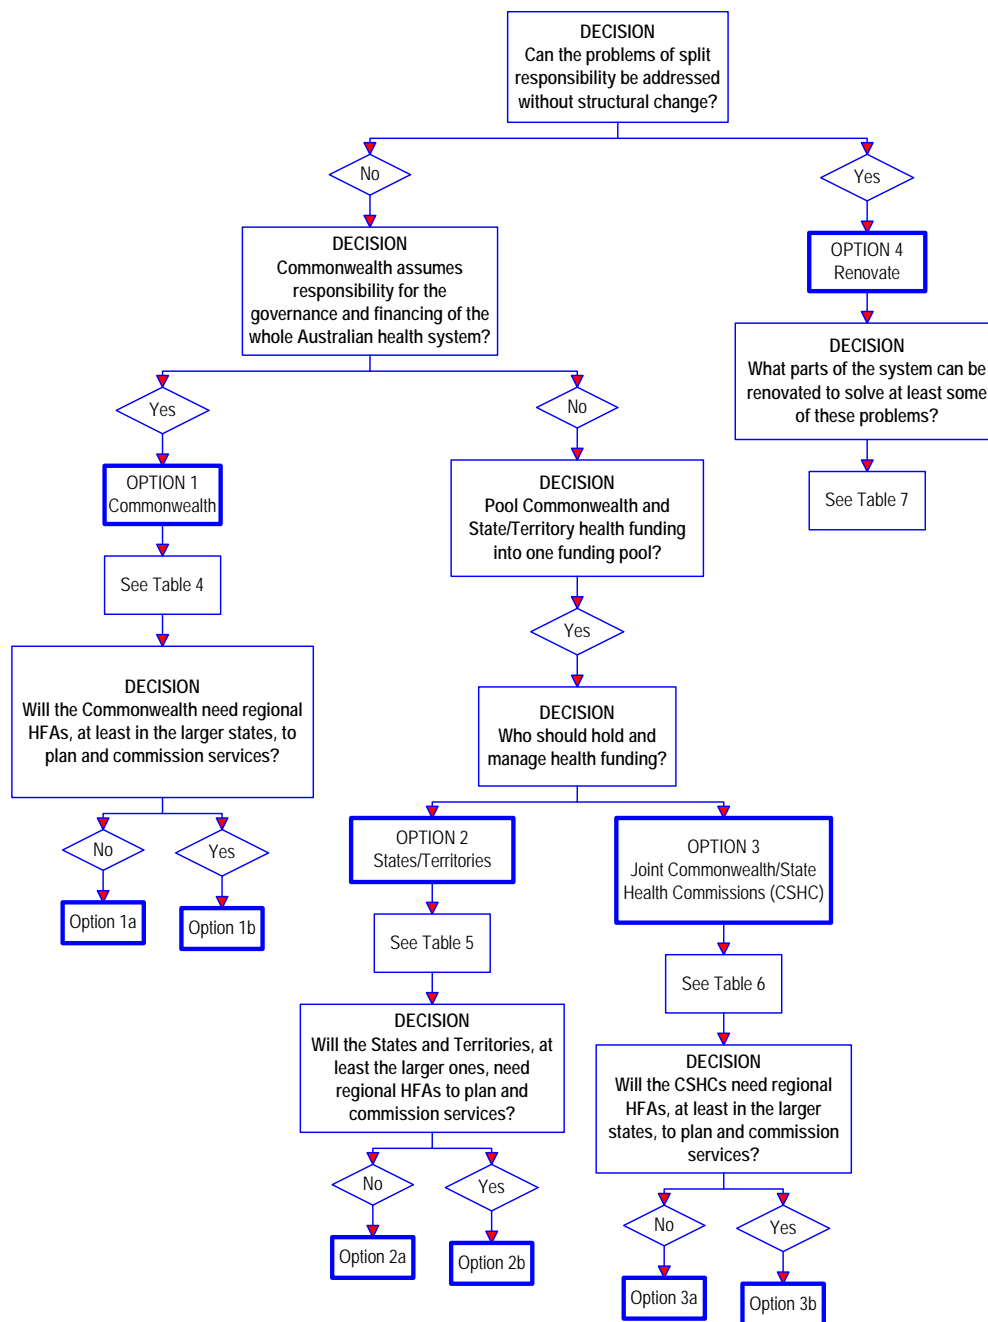 DECISION
Can the problems of split
responsibility be addressed
without structural change?
No
Yes
DECISION
Commonwealth assumes
responsibility for the
governance and financing of the
whole Australian health system?
OPTION 4
Renovate
DECISION
What parts of the system can be
renovated to solve at least some
of these problems?
See Table 7
Yes
No
OPTION 1
Commonwealth
See Table 4
DECISION
Will the Commonwealth need regional
HFAs, at least in the larger states, to
plan and commission services?
No
Yes
Option 1a
Option 1b
DECISION
Pool Commonwealth and
State/Territory health funding
into one funding pool?
Yes
DECISION
Who should hold and
manage health funding?
OPTION 2
States/Territories
See Table 5
DECISION
Will the States and Territories, at
least the larger ones, need
regional HFAs to plan and
commission services?
No
Yes
Option 2a
Option 2b
OPTION 3
Joint Commonwealth/State
Health Commissions (CSHC)
See Table 6
DECISION
Will the CSHCs need regional
HFAs, at least in the larger
states, to plan and commission
services?
No
Yes
Option 3a
Option 3b